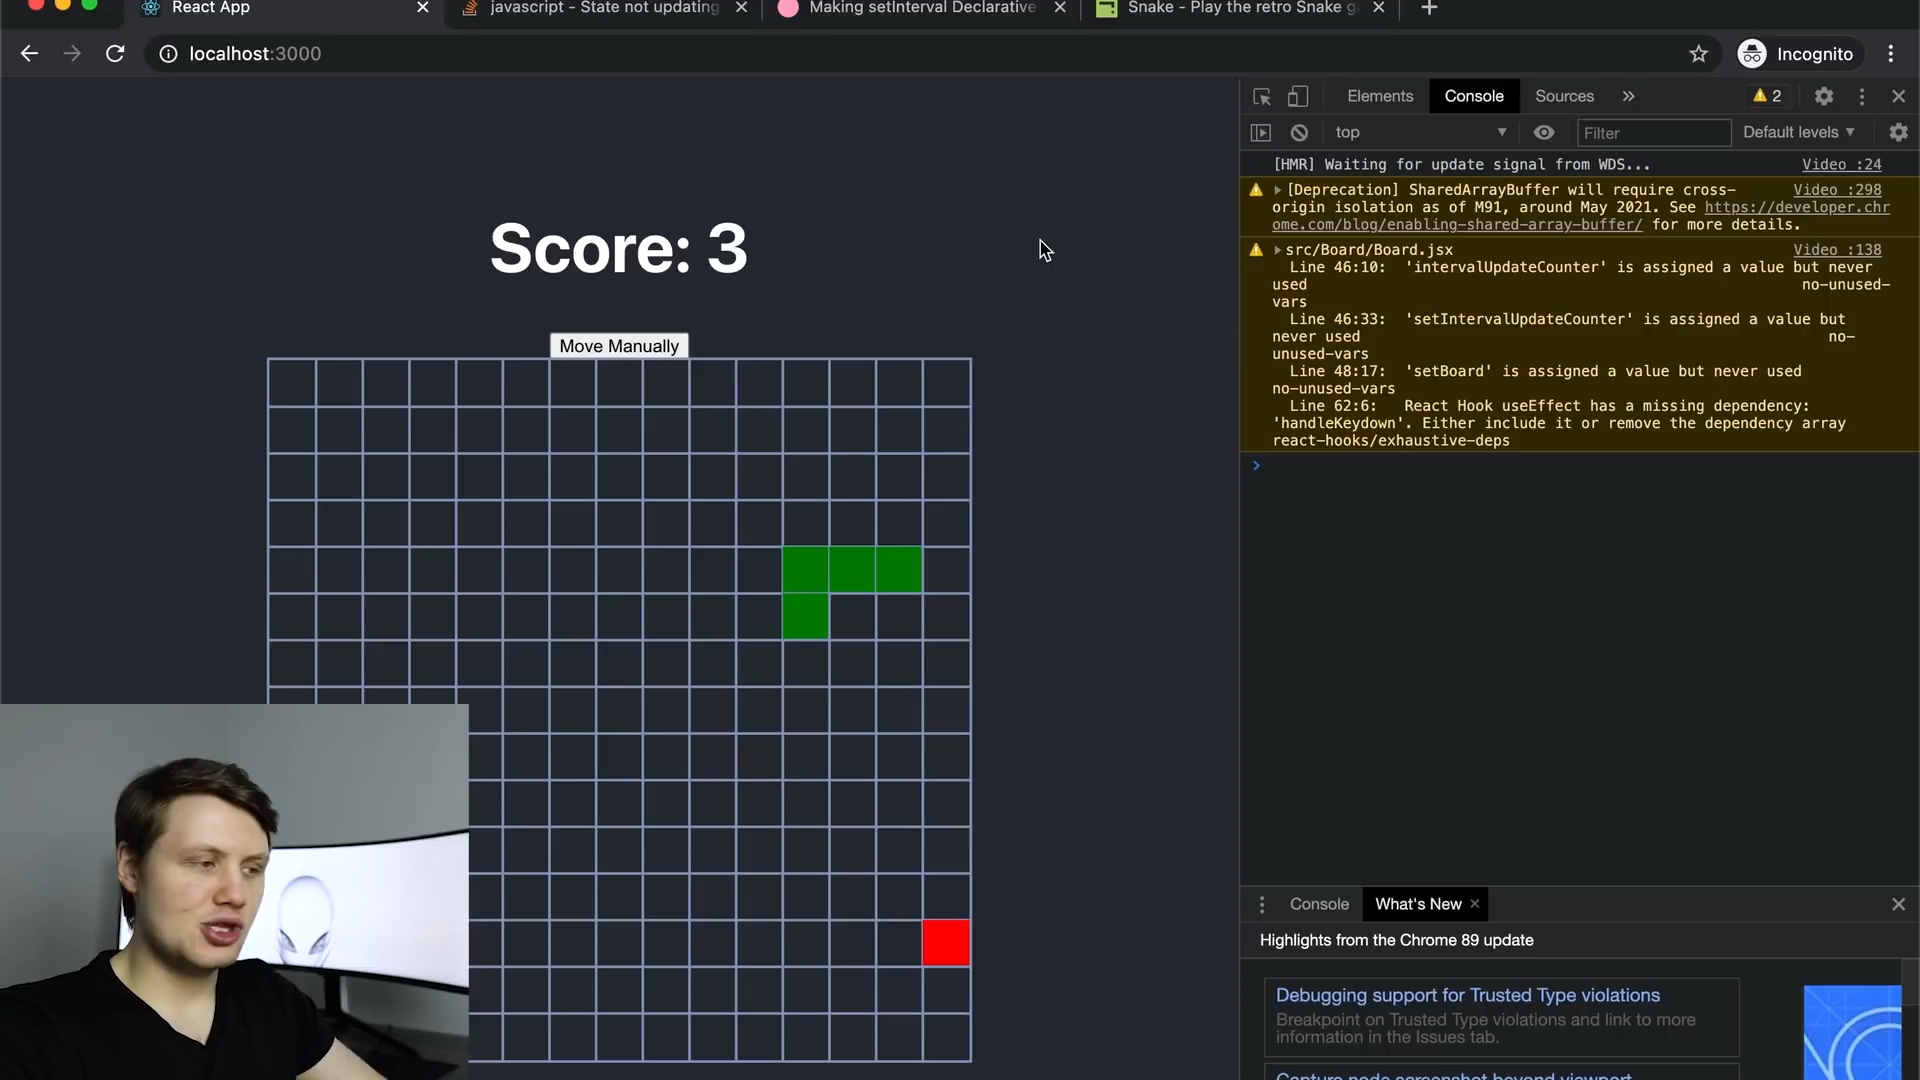 React App
javascript - State not updating
Making setInterval Declarative
Snake - Play the retro Snake g
localhost:3000
Incognito
Elements
Console
Sources
2
top
Filter
Default levels
[HMR] Waiting for update signal from WDS...
Video :24
[Deprecation] SharedArrayBuffer will require cross-
Video :298
origin isolation as of M91, around May 2021. See https://developer.chr
ome.com/blog/enabling-shared-array-buffer/ for more details.
src/Board/Board.jsx
Video :138
Line 46:10: 'intervalUpdateCounter' is assigned a value but never
used no-unused-
vars
Line 46:33: 'setIntervalUpdateCounter' is assigned a value but
never used no-
unused-vars
Line 48:17: 'setBoard' is assigned a value but never used
no-unused-vars
Line 62:6: React Hook useEffect has a missing dependency:
'handleKeydown'. Either include it or remove the dependency array
react-hooks/exhaustive-deps
Score: 3
Move Manually
Console
What's New
Highlights from the Chrome 89 update
Debugging support for Trusted Type violations
Breakpoint on Trusted Type violations and link to more
information in the Issues tab.
Capture node screenshot beyond viewport